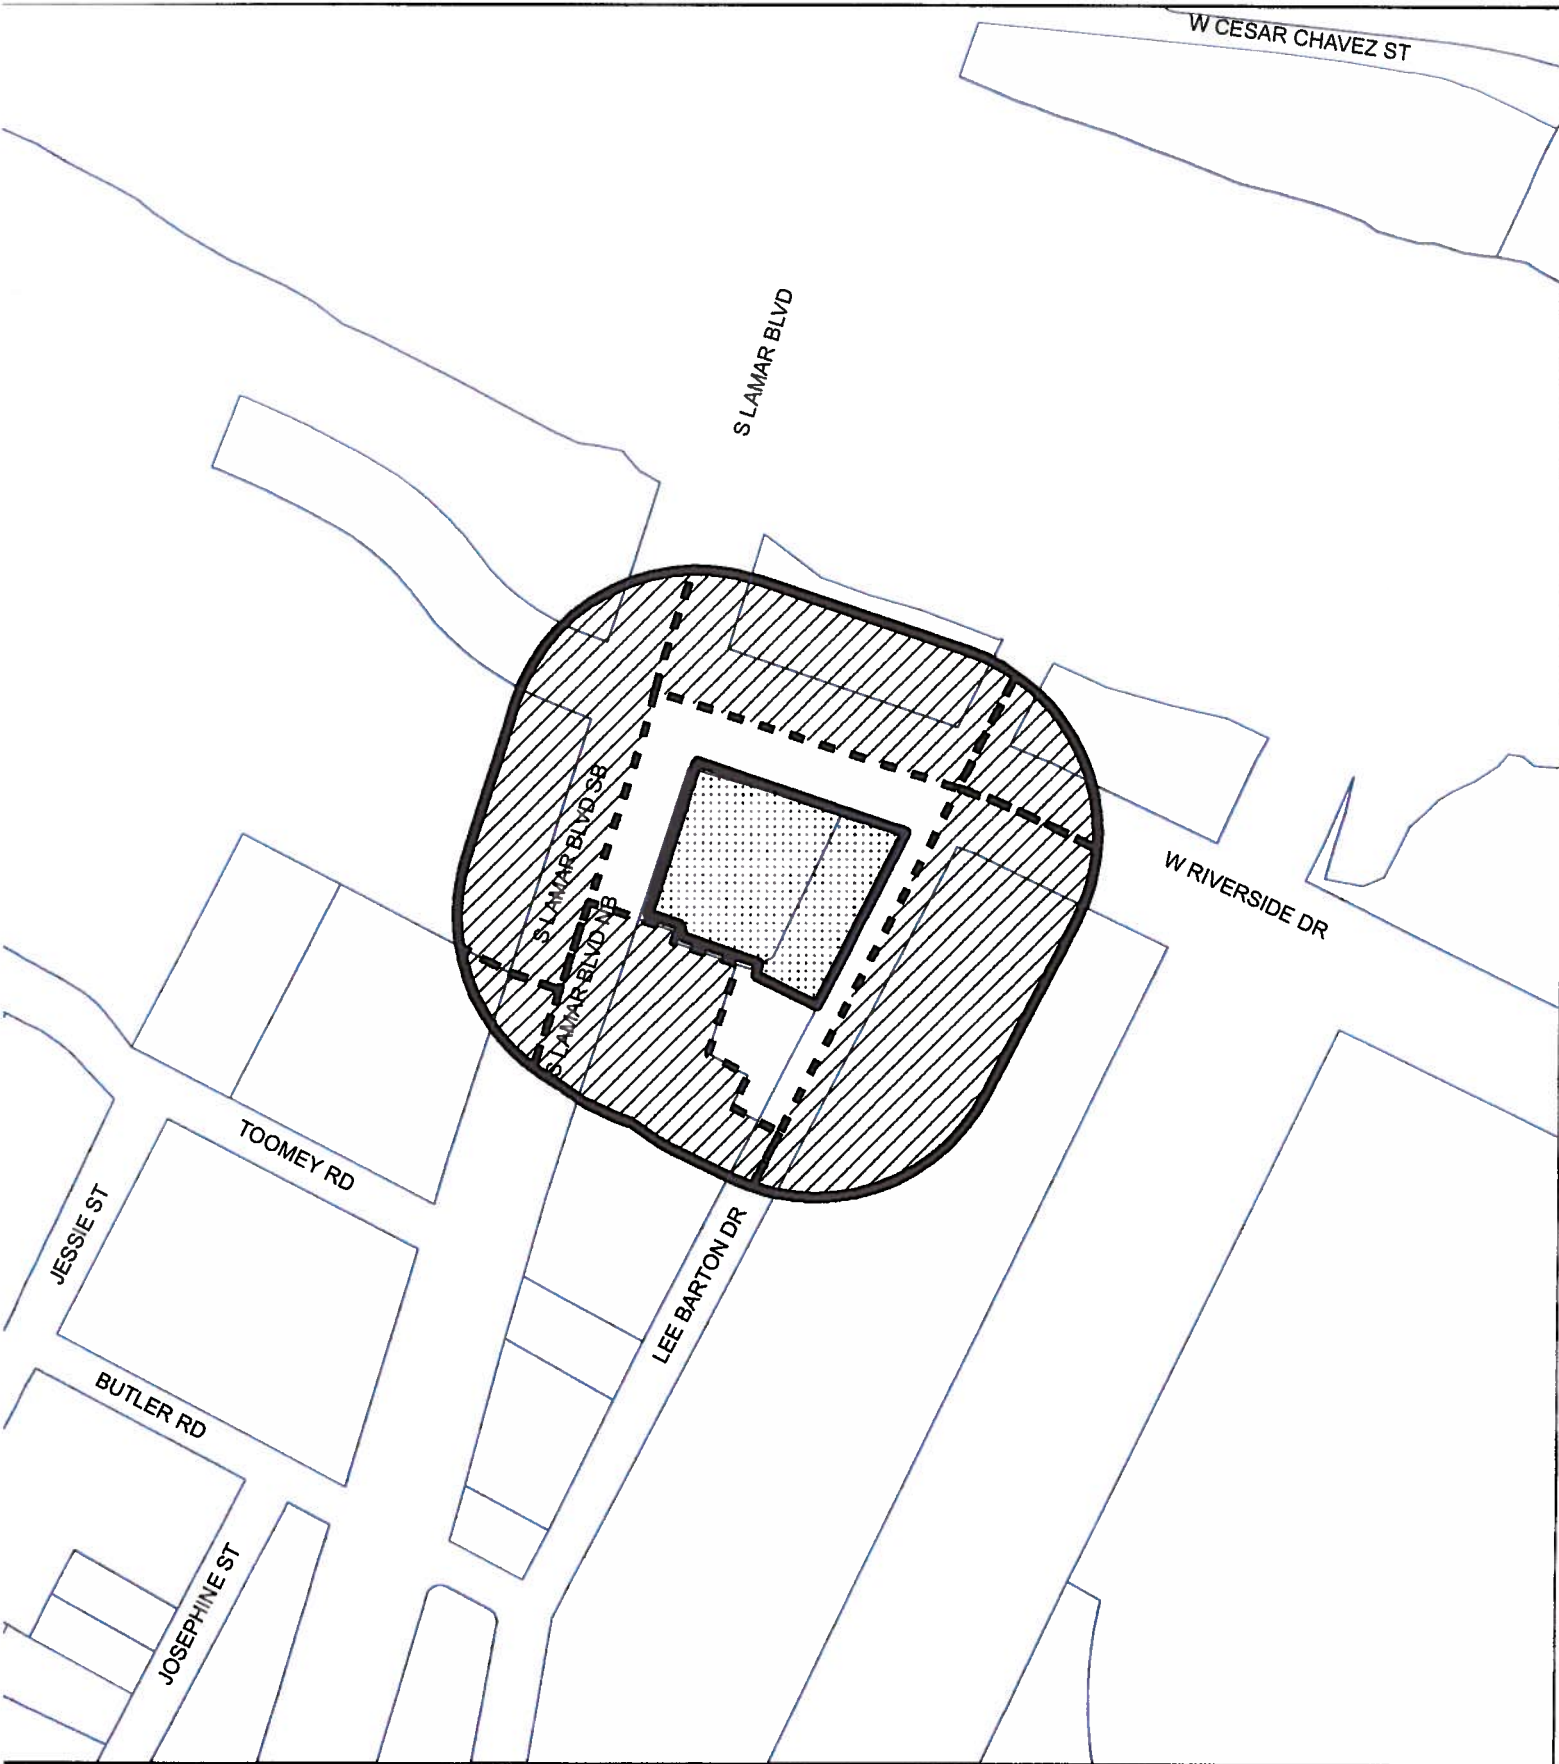 W CESAR CHAVEZ ST
S LAMAR BLVD
S LAMAR BLVD SB
S LAMAR BLVD NB
W RIVERSIDE DR
TOOMEY RD
JESSIE ST
LEE BARTON DR
BUTLER RD
JOSEPHINE ST